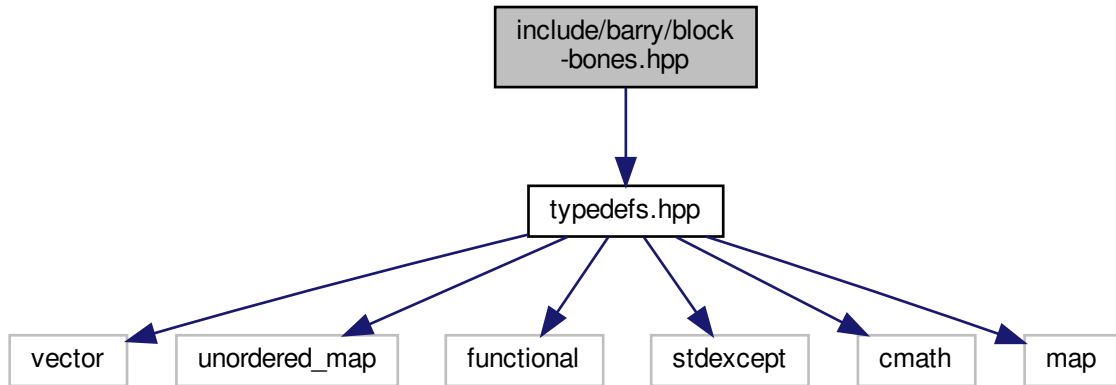 include/barry/block
-bones.hpp
typedefs.hpp
vector
unordered_map
functional
stdexcept
cmath
map